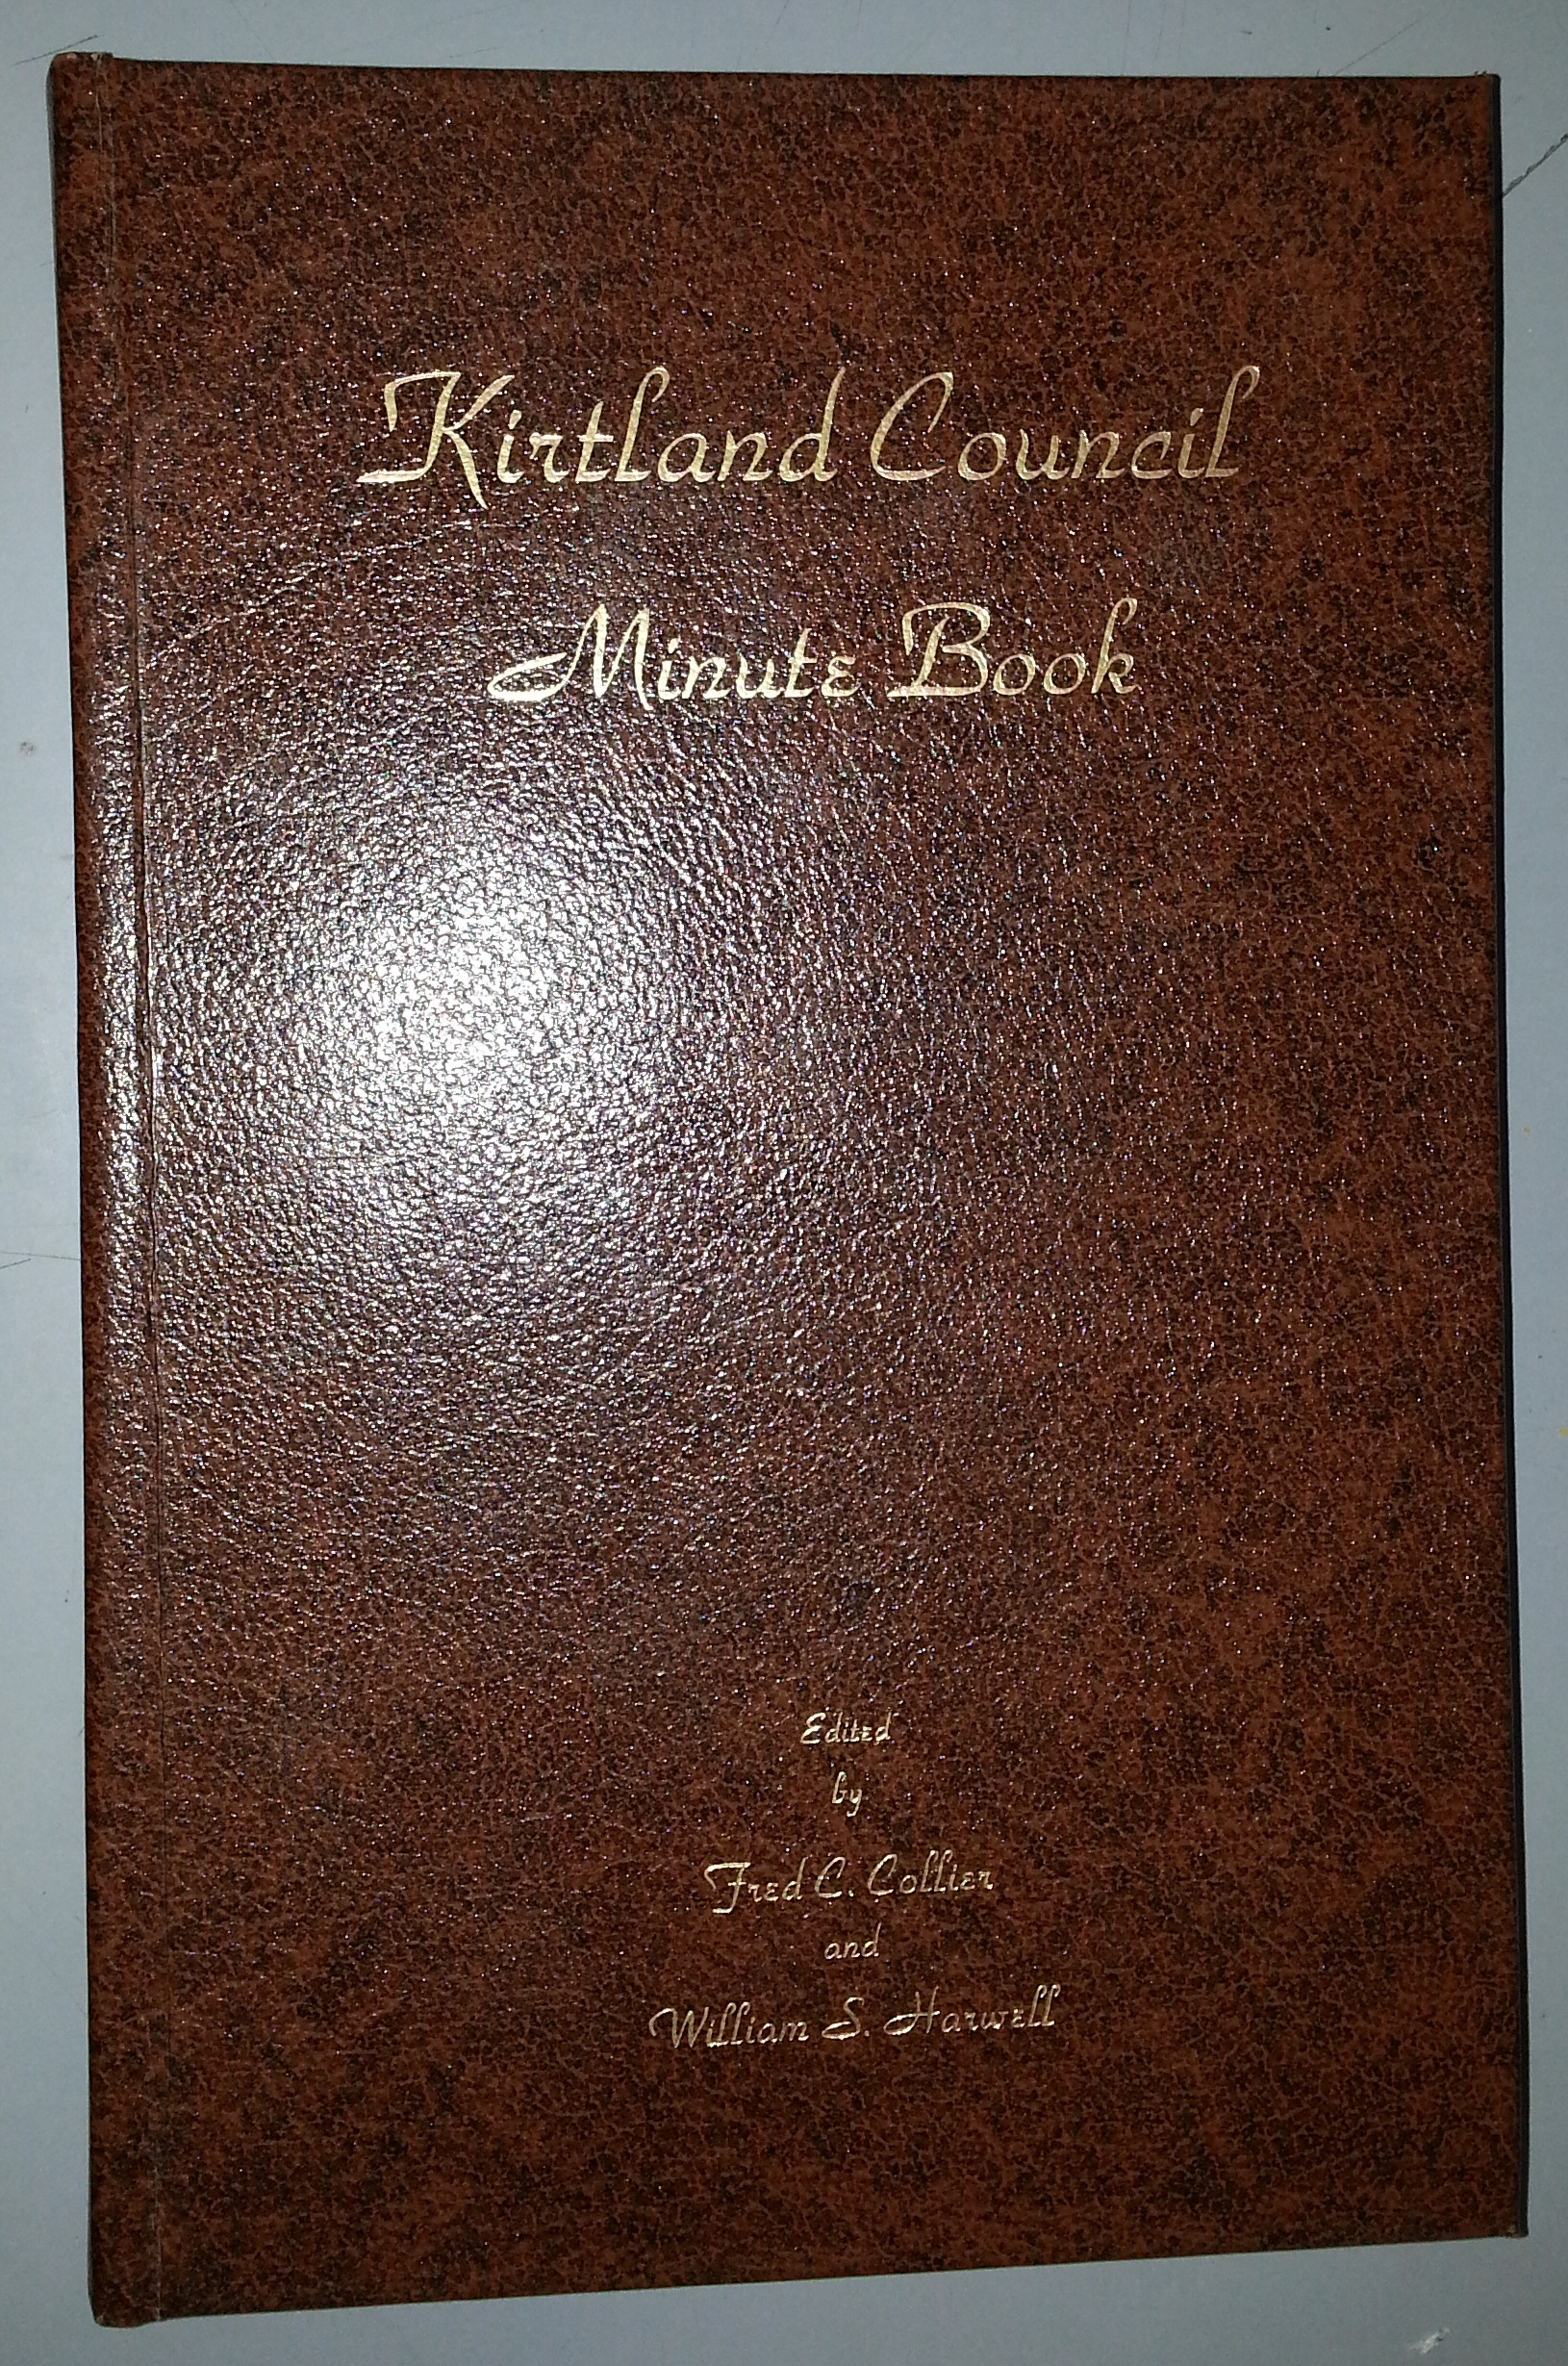 Kirtland Council
Minute Book
Edited
by
Fred C. Collier
and
William S. Harwell